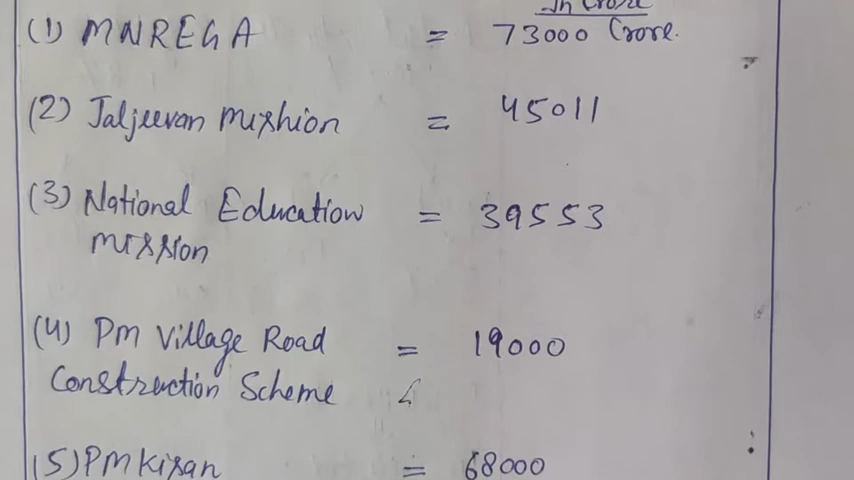 In Crore
(1) MNREGA = 73000 Crore.
(2) Jaljeevan mishion = 45011
(3) National Education = 39553
mission
(4) Pm Village Road = 19000
Construction Scheme
(5) PM Kisan = 68000